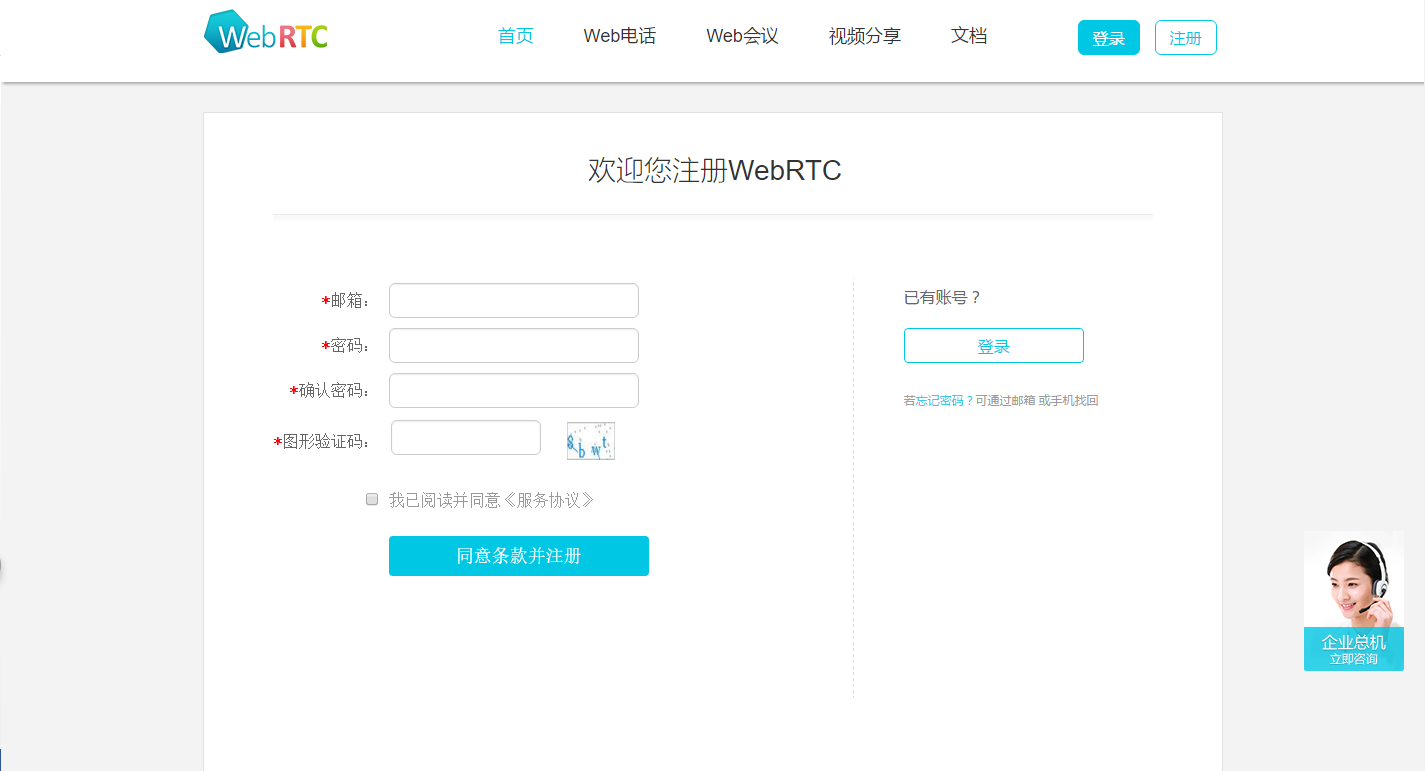 WebRTC
首页 Web电话 Web会议 视频分享 文档 登录 注册
欢迎您注册WebRTC
*邮箱：
*密码：
*确认密码：
*图形验证码：
我已阅读并同意《服务协议》
同意条款并注册
已有账号？
登录
若忘记密码？可通过邮箱 或手机找回
企业总机
立即咨询